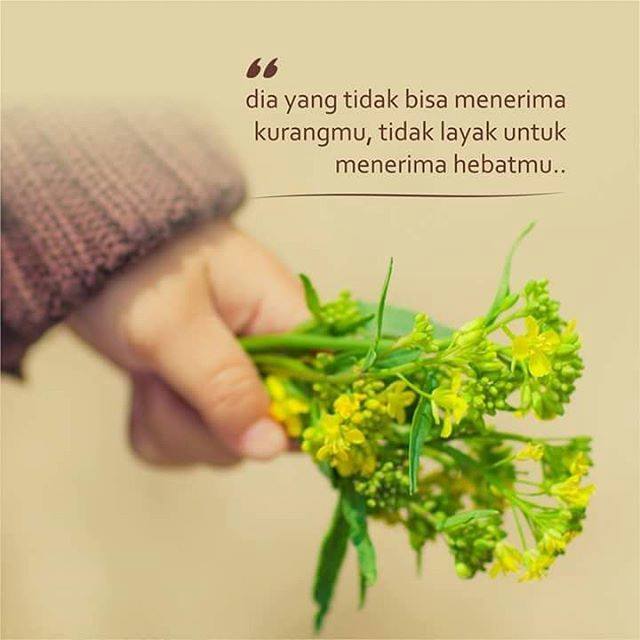 “
dia yang tidak bisa menerima
kurangmu, tidak layak untuk
menerima hebatmu..